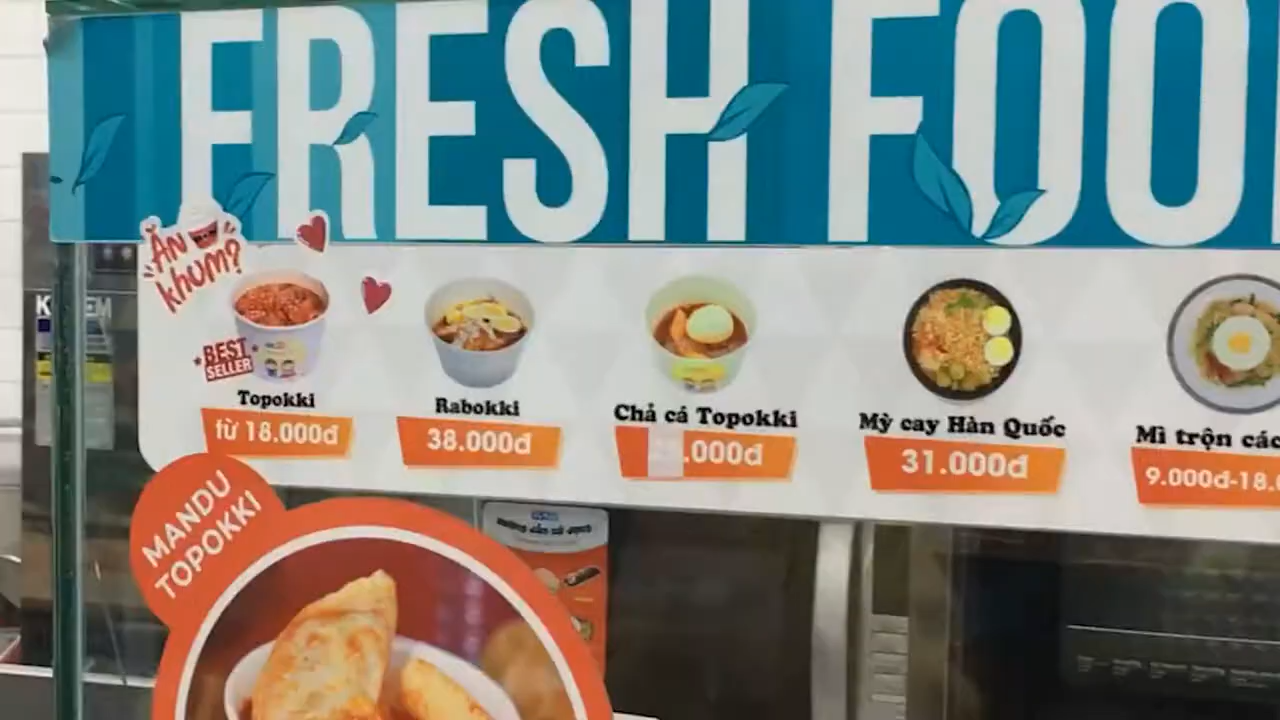 FRESH FOO
Ăn
khum?
BEST
SELLER
Topokki
từ 18.000đ
Rabokki
38.000đ
Chả cá Topokki
.000đ
Mỳ cay Hàn Quốc
31.000đ
Mì trộn các
9.000đ-18.0
MANDU
TOPOKKI